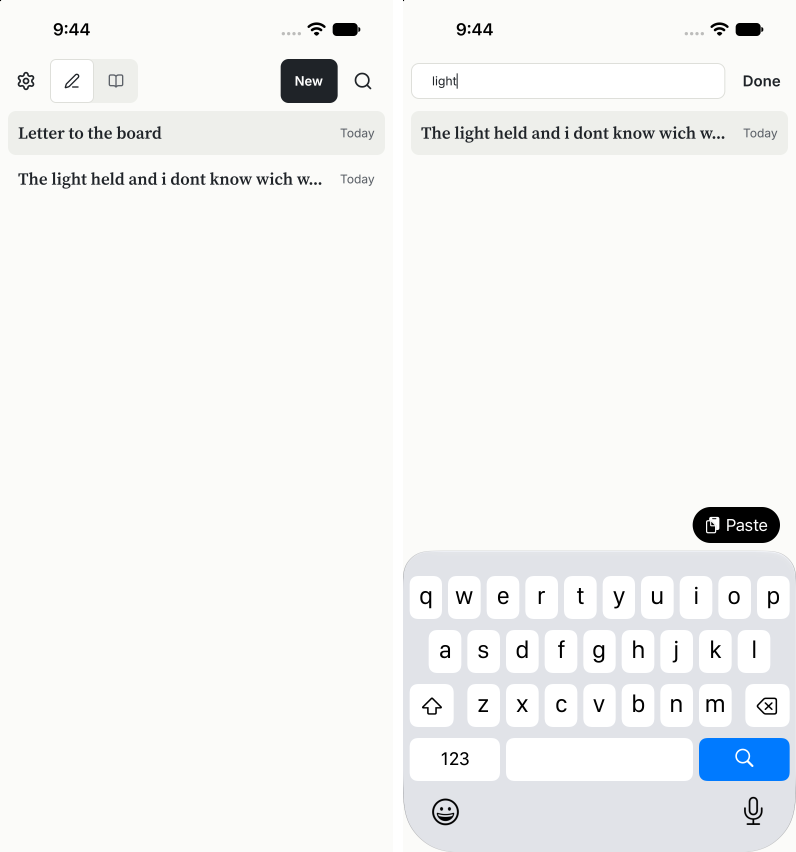 9:44
New
Letter to the board Today
The light held and i dont know wich w... Today
9:44
light Done
The light held and i dont know wich w... Today
Paste
q w e r t y u i o p
a s d f g h j k l
z x c v b n m
123